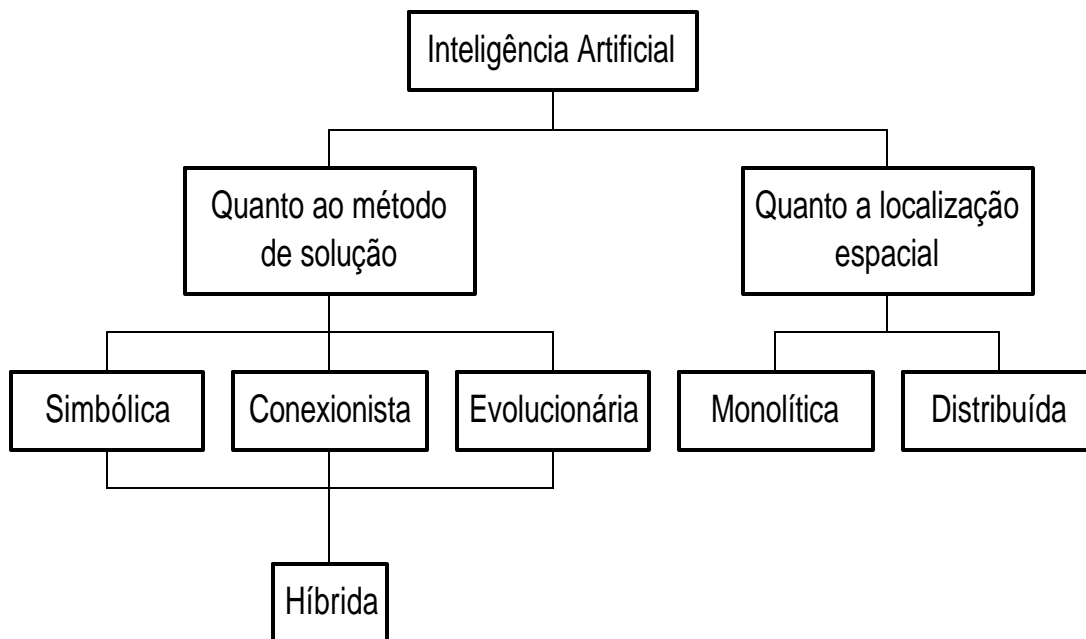 Inteligência Artificial
Quanto ao método
de solução
Quanto a localização
espacial
Simbólica
Conexionista
Evolucionária
Monolítica
Distribuída
Híbrida